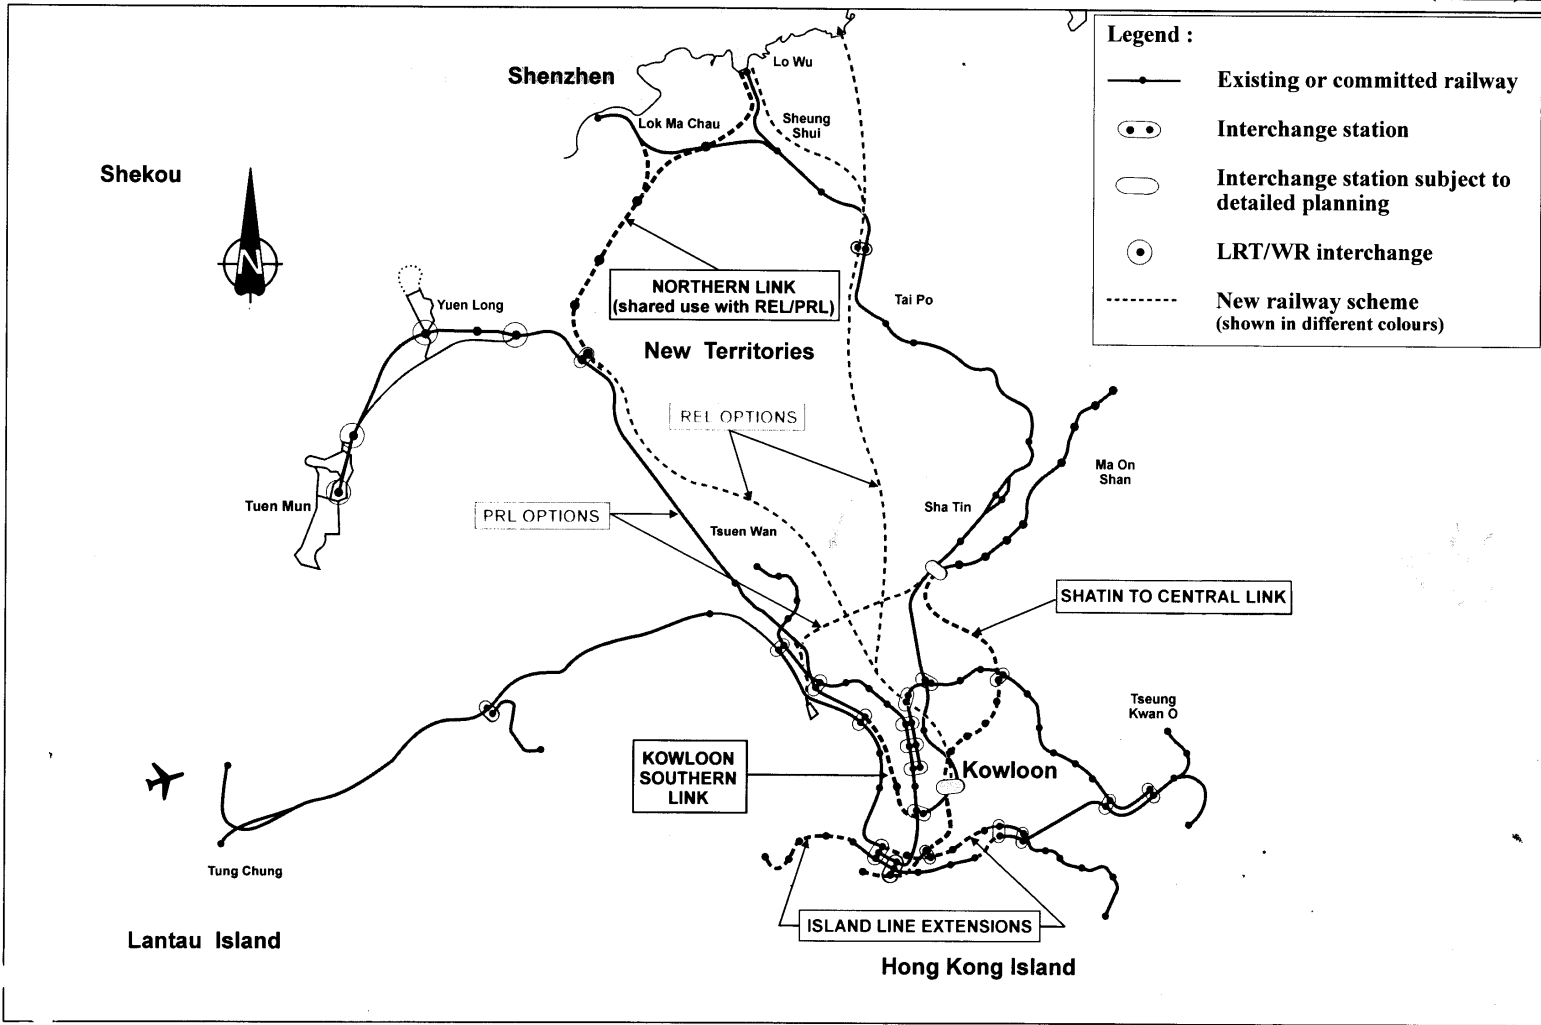 Legend :
Existing or committed railway
Interchange station
Interchange station subject to
detailed planning
LRT/WR interchange
New railway scheme
(shown in different colours)
Lo Wu
Shenzhen
Lok Ma Chau
Sheung
Shui
Shekou
N
NORTHERN LINK
(shared use with REL/PRL)
Yuen Long
Tai Po
New Territories
REL OPTIONS
Ma On
Shan
Tuen Mun
PRL OPTIONS
Sha Tin
Tsuen Wan
SHATIN TO CENTRAL LINK
Tseung
Kwan O
KOWLOON
SOUTHERN
LINK
Kowloon
Tung Chung
ISLAND LINE EXTENSIONS
Lantau Island
Hong Kong Island